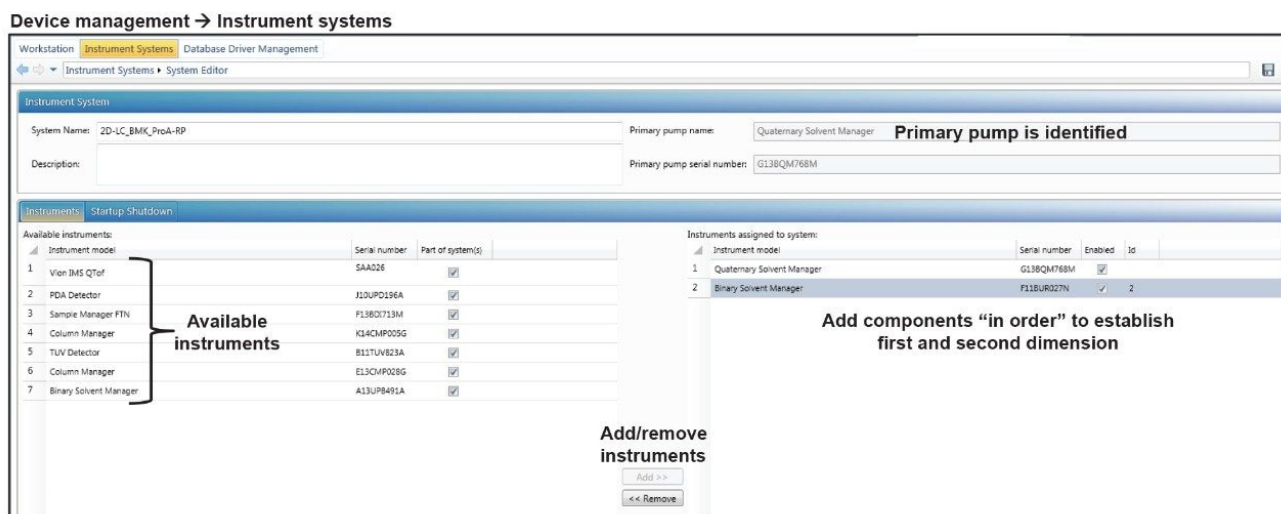 Device management → Instrument systems
Workstation Instrument Systems Database Driver Management
Instrument Systems ▸ System Editor
Instrument System
System Name: 2D-LC_BMK_ProA-RP
Primary pump name: Quaternary Solvent Manager Primary pump is identified
Description:
Primary pump serial number: G13BQM768M
Instruments Startup Shutdown
Available instruments:
Instrument model Serial number Part of system(s)
1 Vion IMS QTof SAA026
2 PDA Detector J10UPD196A
3 Sample Manager FTN
4 Column Manager K14CMP005G
5 TUV Detector B11TUV823A
6 Column Manager E13CMP028G
7 Binary Solvent Manager A13UPB491A
Available
instruments
Instruments assigned to system:
Instrument model Serial number Enabled Id
1 Quaternary Solvent Manager G13BQM768M
2 Binary Solvent Manager F11BUR027N 2
Add components “in order” to establish
first and second dimension
Add/remove
instruments
Add >>
<< Remove